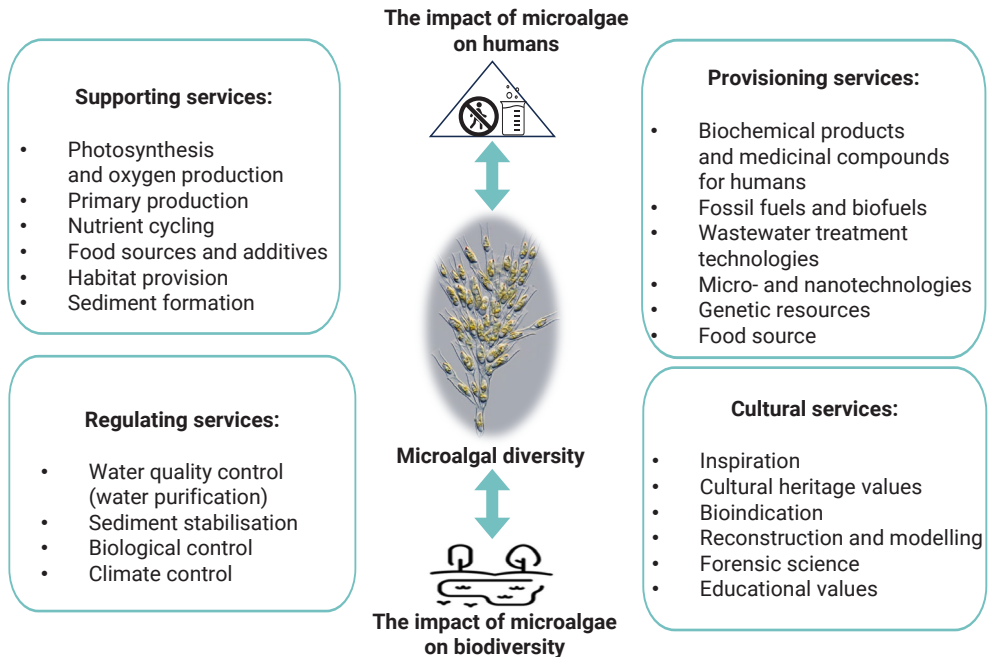 The impact of microalgae
on humans
Supporting services:
• Photosynthesis
and oxygen production
• Primary production
• Nutrient cycling
• Food sources and additives
• Habitat provision
• Sediment formation
Provisioning services:
• Biochemical products
and medicinal compounds
for humans
• Fossil fuels and biofuels
• Wastewater treatment
technologies
• Micro- and nanotechnologies
• Genetic resources
• Food source
Microalgal diversity
Regulating services:
• Water quality control
(water purification)
• Sediment stabilisation
• Biological control
• Climate control
Cultural services:
• Inspiration
• Cultural heritage values
• Bioindication
• Reconstruction and modelling
• Forensic science
• Educational values
The impact of microalgae
on biodiversity